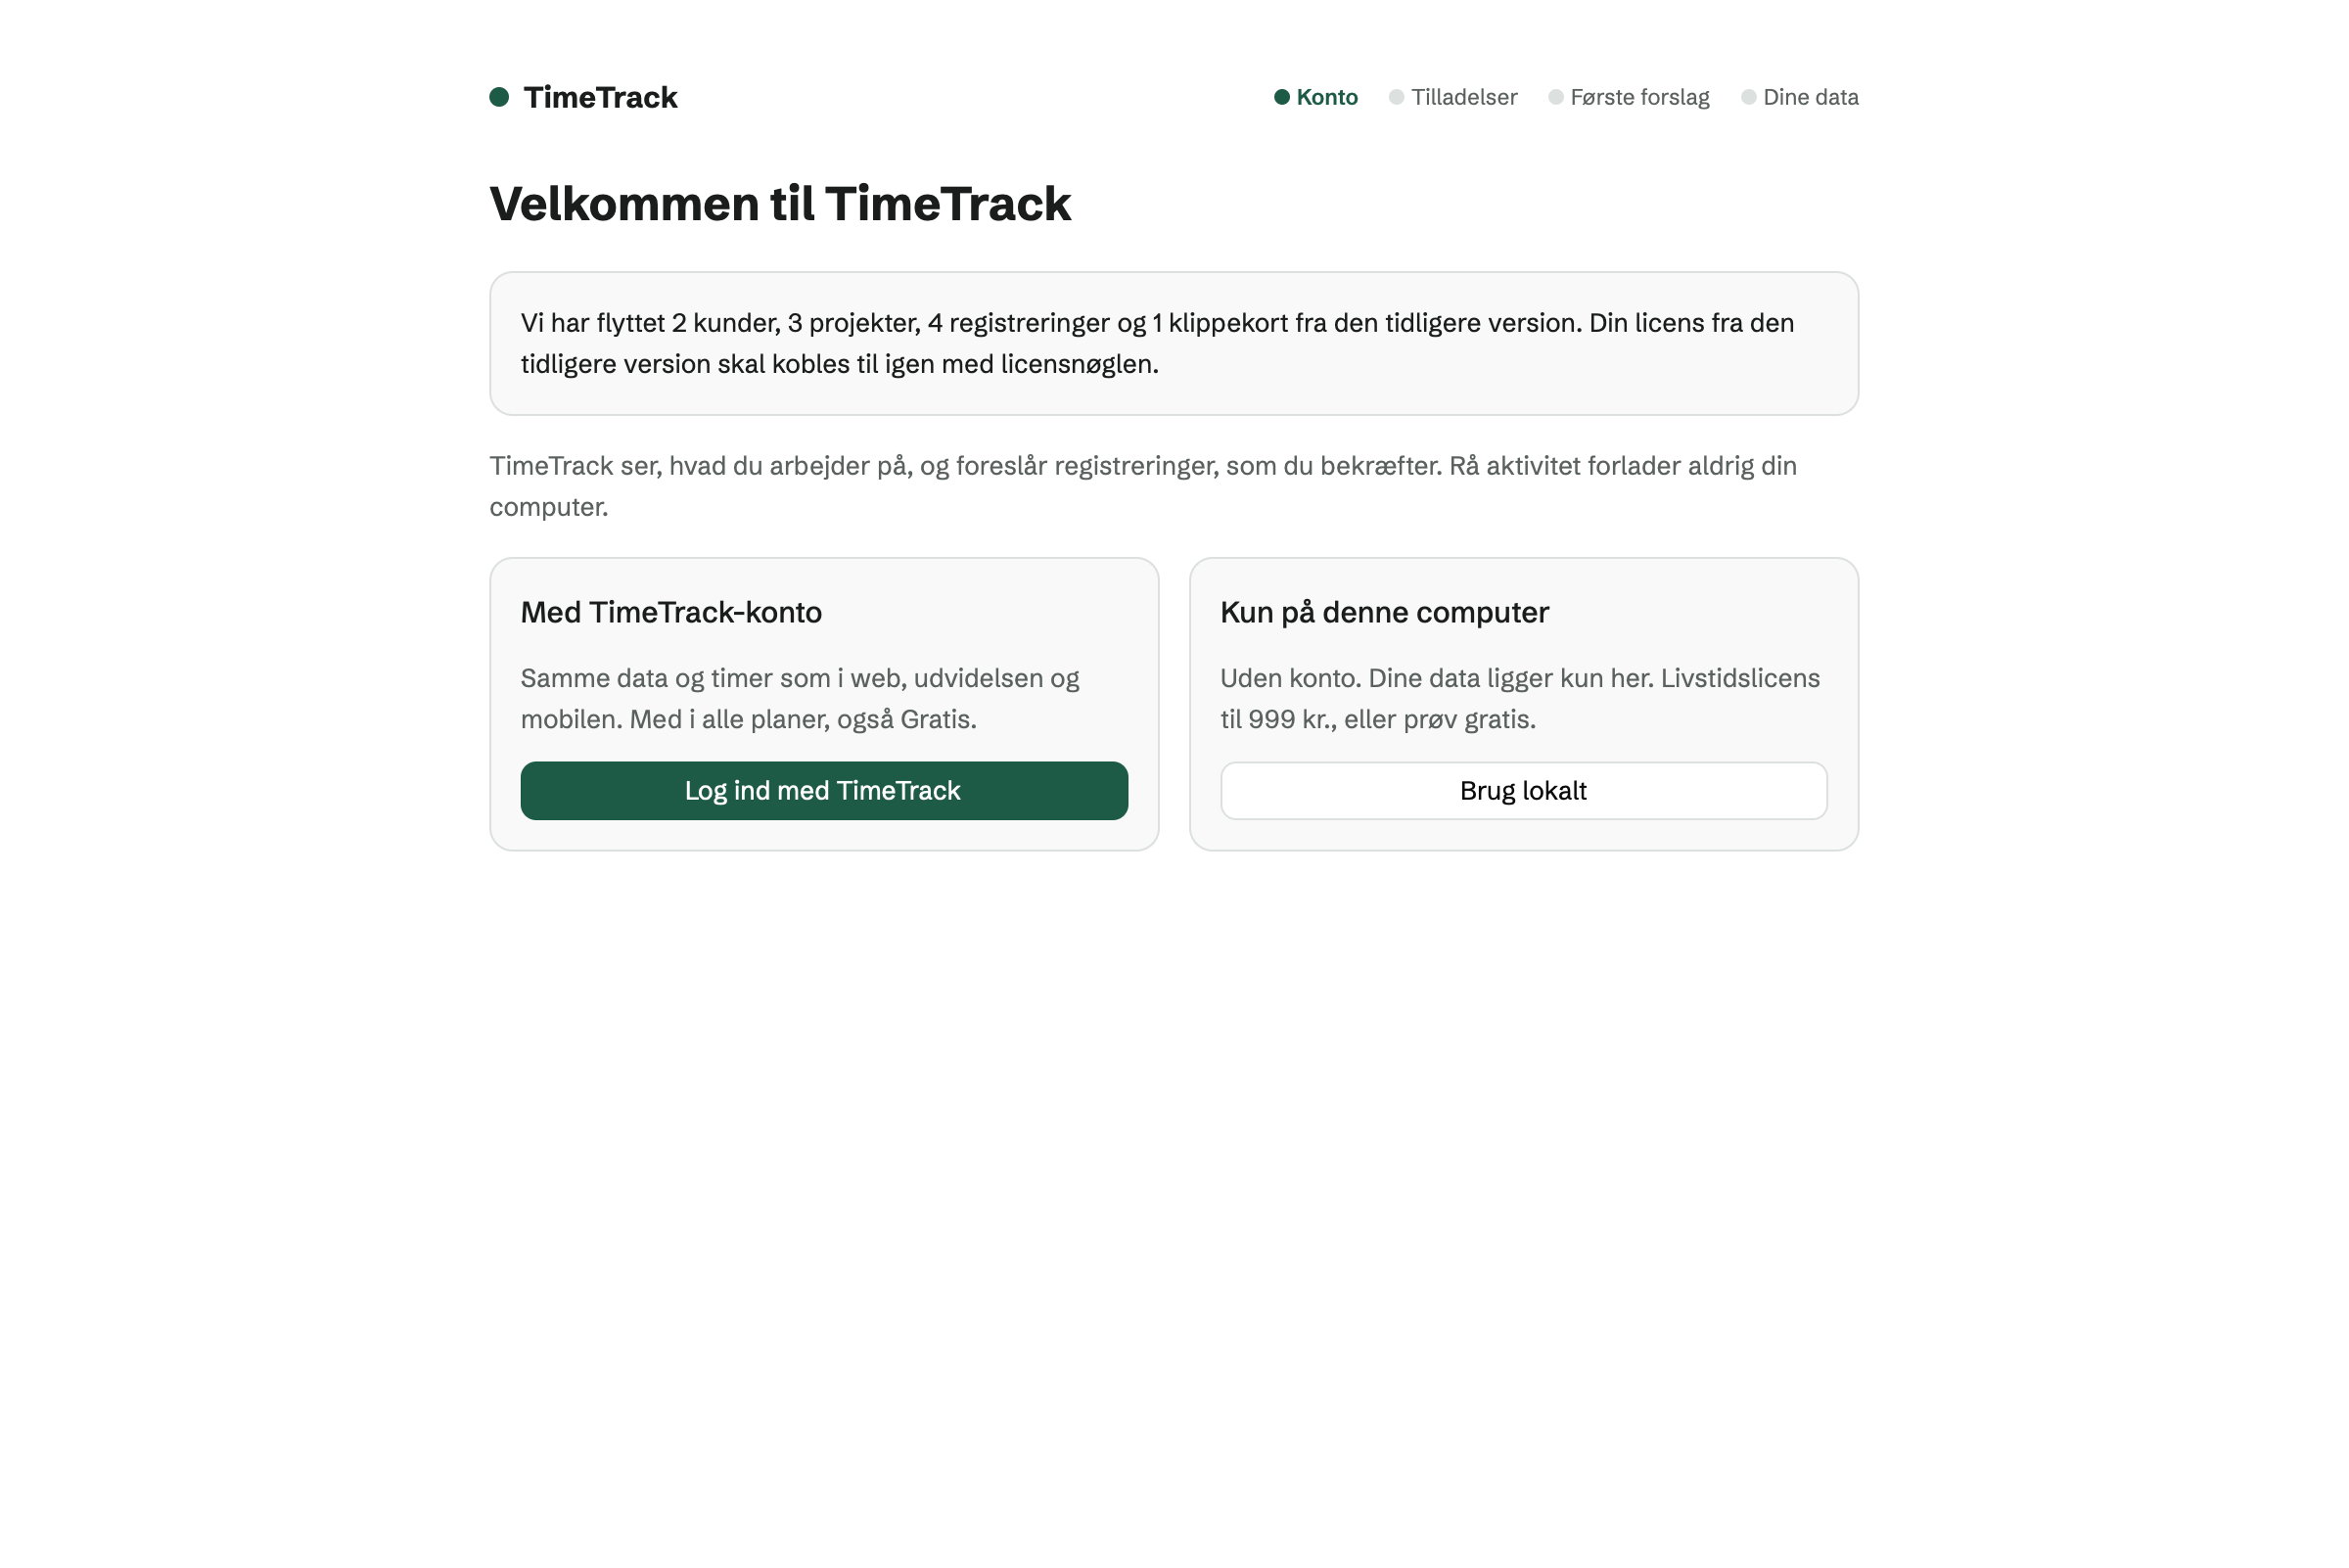 TimeTrack
Konto
Tilladelser
Første forslag
Dine data
Velkommen til TimeTrack
Vi har flyttet 2 kunder, 3 projekter, 4 registreringer og 1 klippekort fra den tidligere version. Din licens fra den
tidligere version skal kobles til igen med licensnøglen.
TimeTrack ser, hvad du arbejder på, og foreslår registreringer, som du bekræfter. Rå aktivitet forlader aldrig din
computer.
Med TimeTrack-konto
Samme data og timer som i web, udvidelsen og
mobilen. Med i alle planer, også Gratis.
Log ind med TimeTrack
Kun på denne computer
Uden konto. Dine data ligger kun her. Livstidslicens
til 999 kr., eller prøv gratis.
Brug lokalt